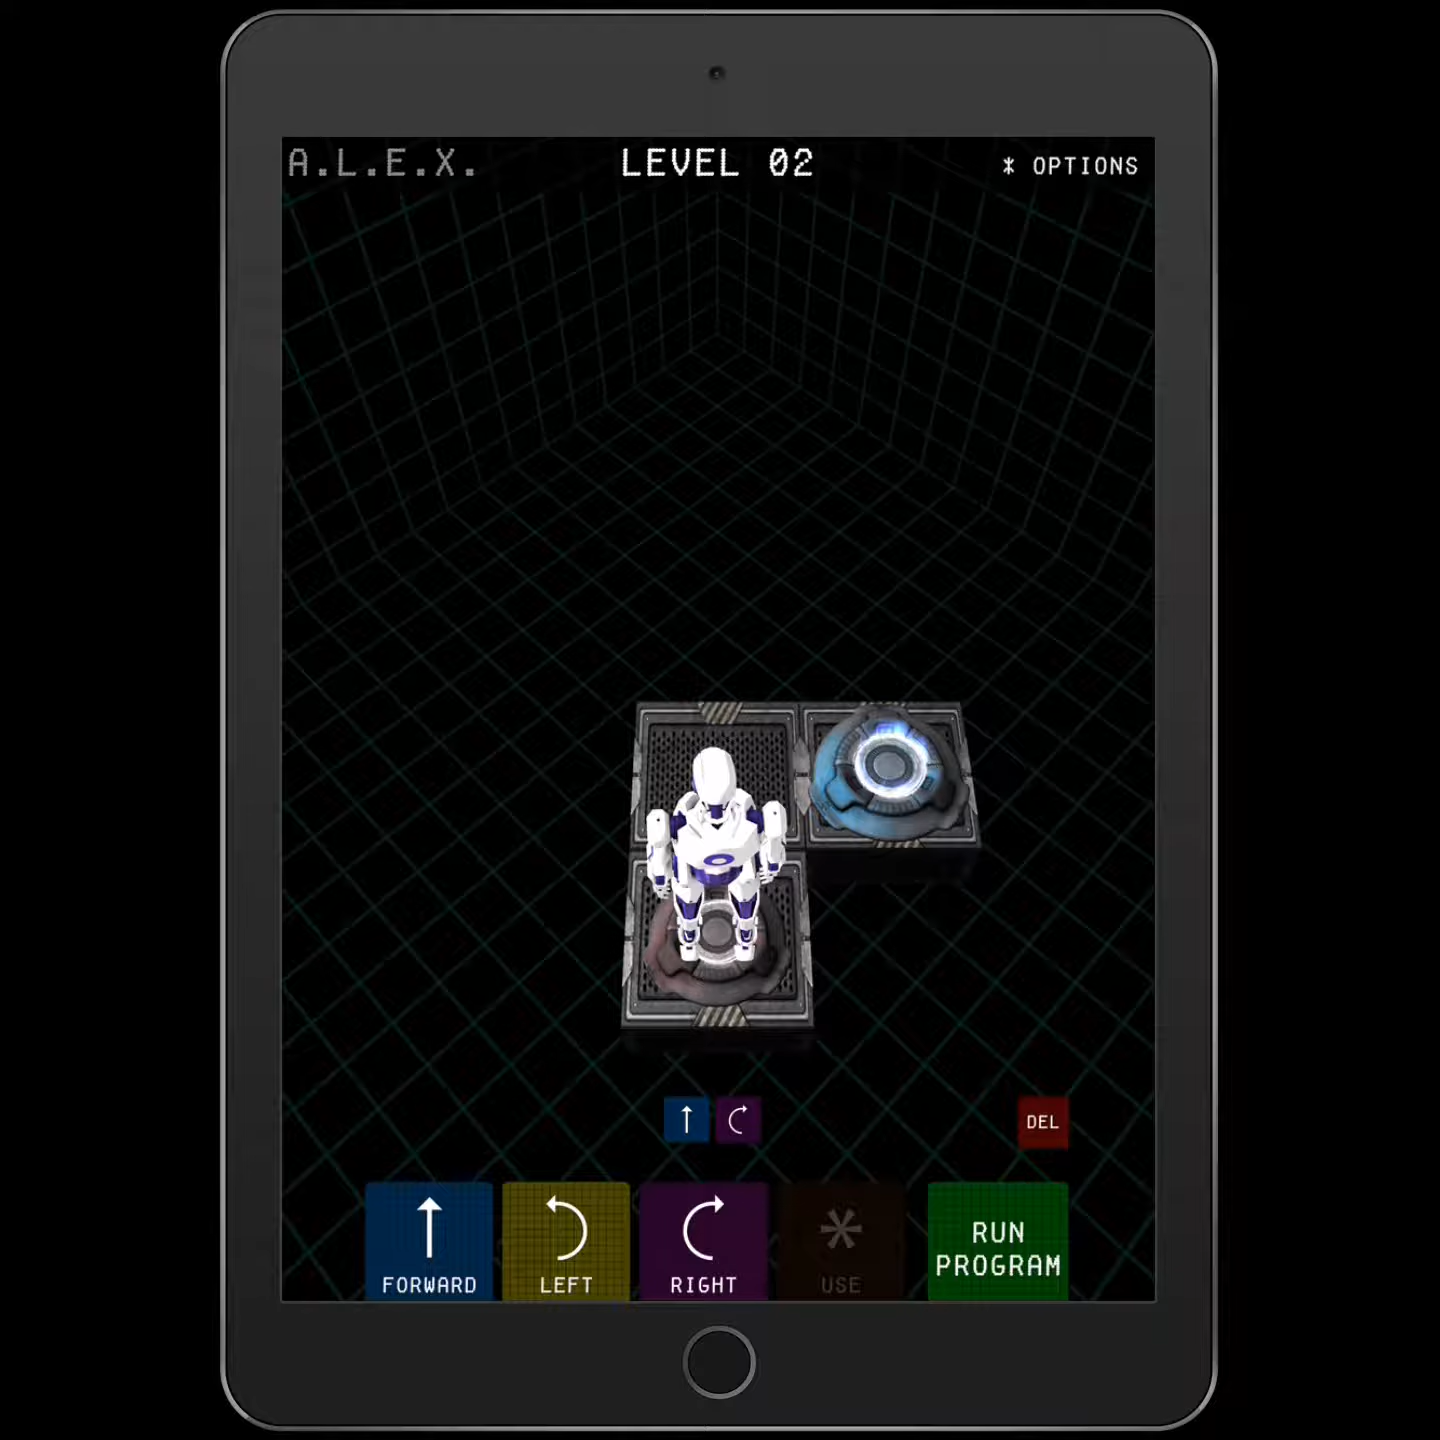 A.L.E.X.
LEVEL 02
* OPTIONS
DEL
FORWARD
LEFT
RIGHT
USE
RUN
PROGRAM